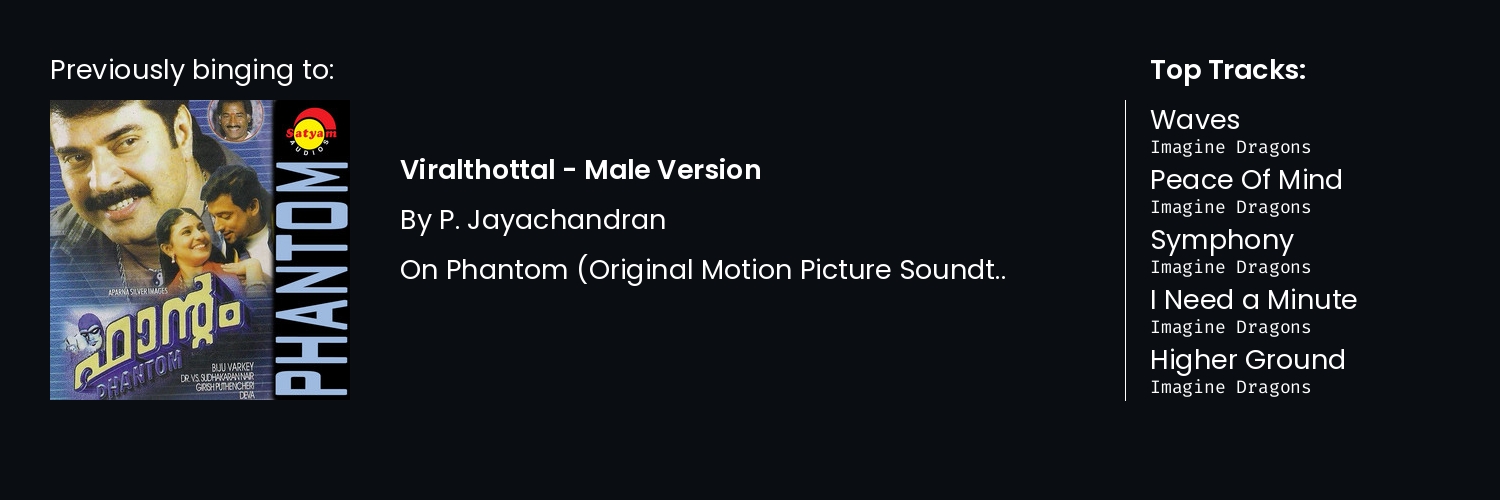 Previously binging to:
Satyam
AUDIOS
PHANTOM
APARNA SILVER IMAGES
ഫാന്റം
PHANTOM
BIJU VARKEY
DR. V.S. SUDHAKARAN NAIR
GIRISH PUTHENCHERI
DEVA
Viralthottal - Male Version
By P. Jayachandran
On Phantom (Original Motion Picture Soundt..
Top Tracks:
Waves
Imagine Dragons
Peace Of Mind
Imagine Dragons
Symphony
Imagine Dragons
I Need a Minute
Imagine Dragons
Higher Ground
Imagine Dragons